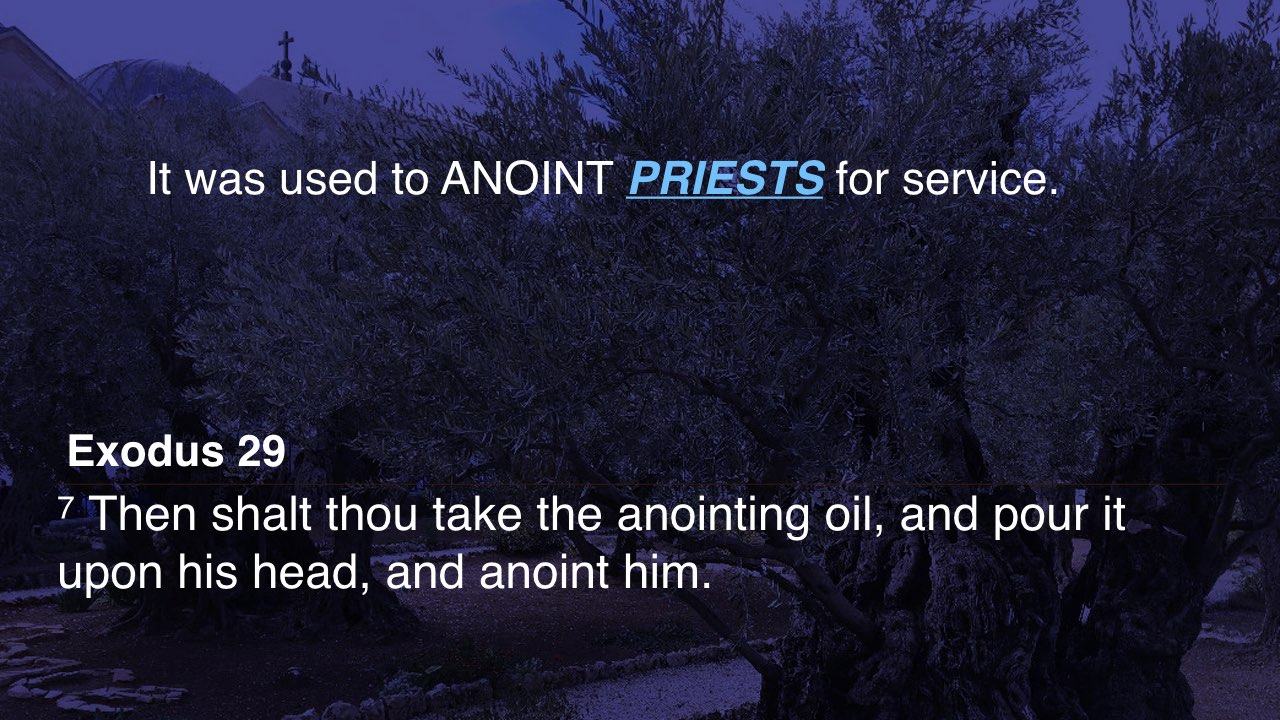 It was used to ANOINT PRIESTS for service.
Exodus 29
7 Then shalt thou take the anointing oil, and pour it
upon his head, and anoint him.